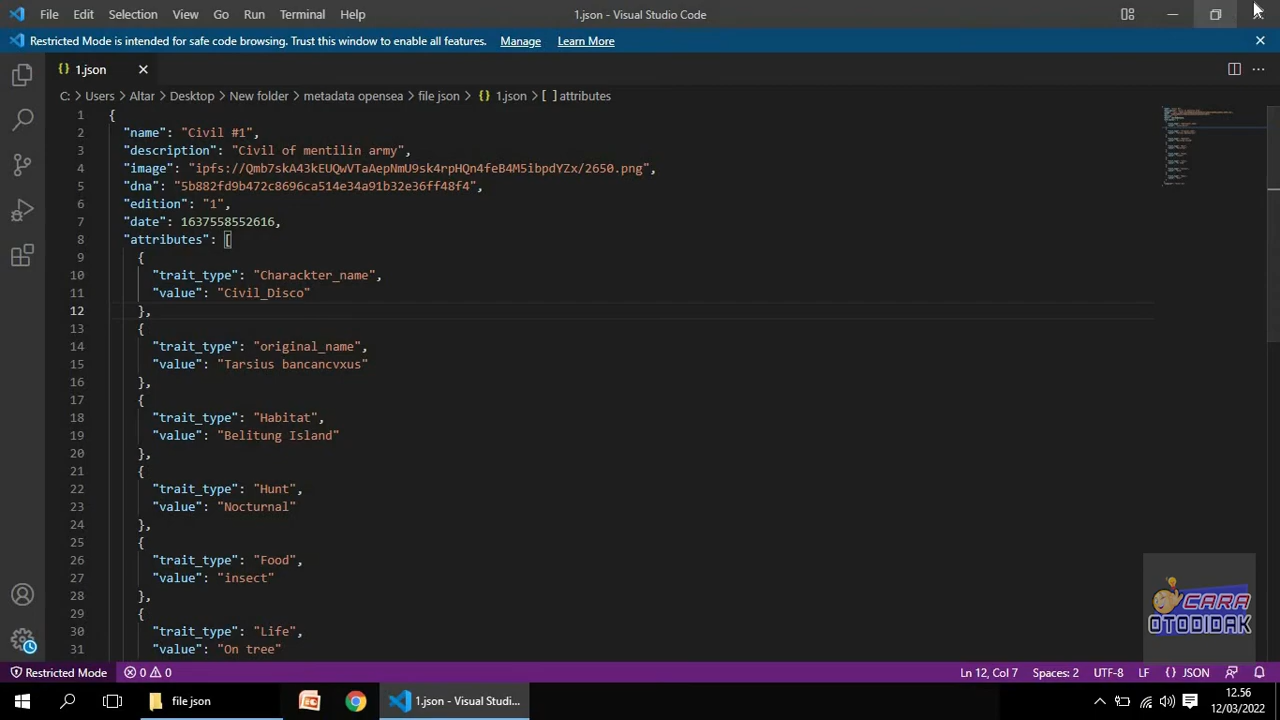 File Edit Selection View Go Run Terminal Help 1.json - Visual Studio Code
Restricted Mode is intended for safe code browsing. Trust this window to enable all features. Manage Learn More
{} 1.json
C: > Users > Altar > Desktop > New folder > metadata opensea > file json > {} 1.json > [ ] attributes
1 {
2 "name": "Civil #1",
3 "description": "Civil of mentilin army",
4 "image": "ipfs://Qmb7skA43kEUQwVTaAepNmU9sk4rpHQn4feB4M5ibpdYZx/2650.png",
5 "dna": "5b882fd9b472c8696ca514e34a91b32e36ff48f4",
6 "edition": "1",
7 "date": 1637558552616,
8 "attributes": [
9 {
10 "trait_type": "Charackter_name",
11 "value": "Civil_Disco"
12 },
13 {
14 "trait_type": "original_name",
15 "value": "Tarsius bancancvxus"
16 },
17 {
18 "trait_type": "Habitat",
19 "value": "Belitung Island"
20 },
21 {
22 "trait_type": "Hunt",
23 "value": "Nocturnal"
24 },
25 {
26 "trait_type": "Food",
27 "value": "insect"
28 },
29 {
30 "trait_type": "Life",
31 "value": "On tree"
CARA
OTODIDAK
Restricted Mode 0 0 Ln 12, Col 7 Spaces: 2 UTF-8 LF {} JSON
file json 1.json - Visual Studi... 12.56
12/03/2022